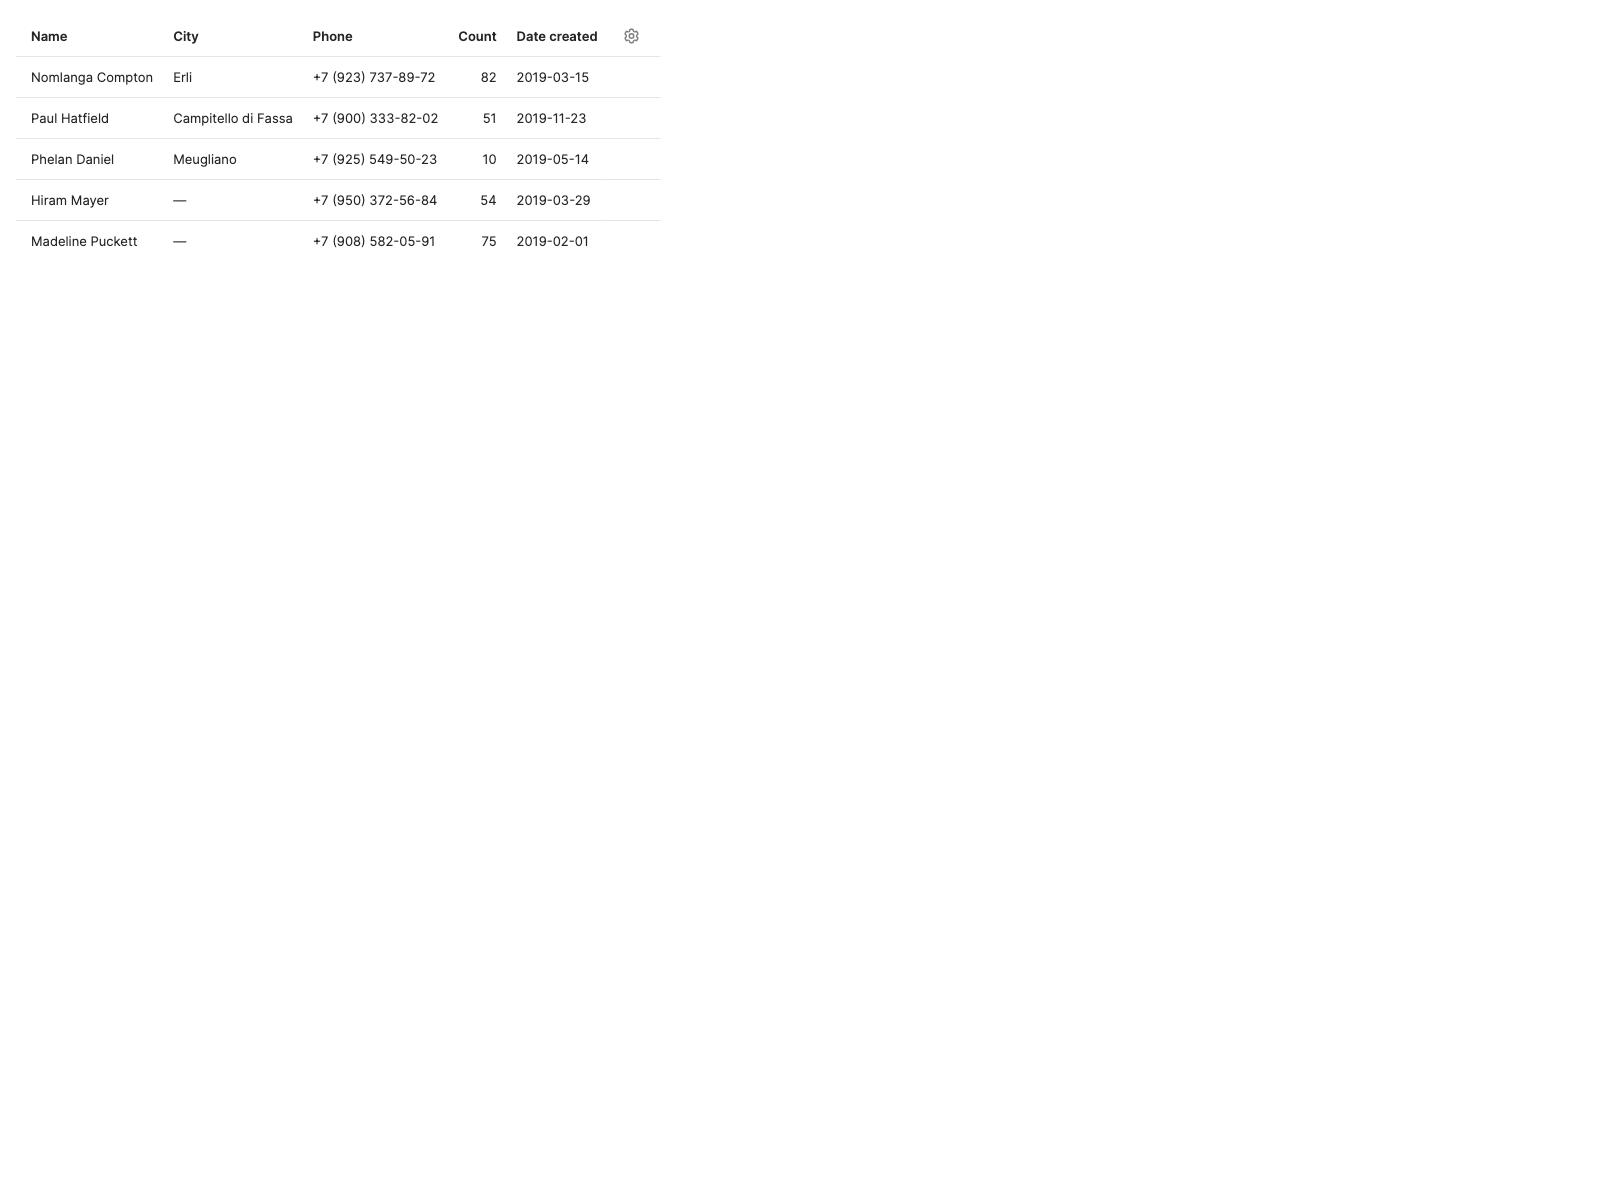 Name City Phone Count Date created
Nomlanga Compton Erli +7 (923) 737-89-72 82 2019-03-15
Paul Hatfield Campitello di Fassa +7 (900) 333-82-02 51 2019-11-23
Phelan Daniel Meugliano +7 (925) 549-50-23 10 2019-05-14
Hiram Mayer — +7 (950) 372-56-84 54 2019-03-29
Madeline Puckett — +7 (908) 582-05-91 75 2019-02-01